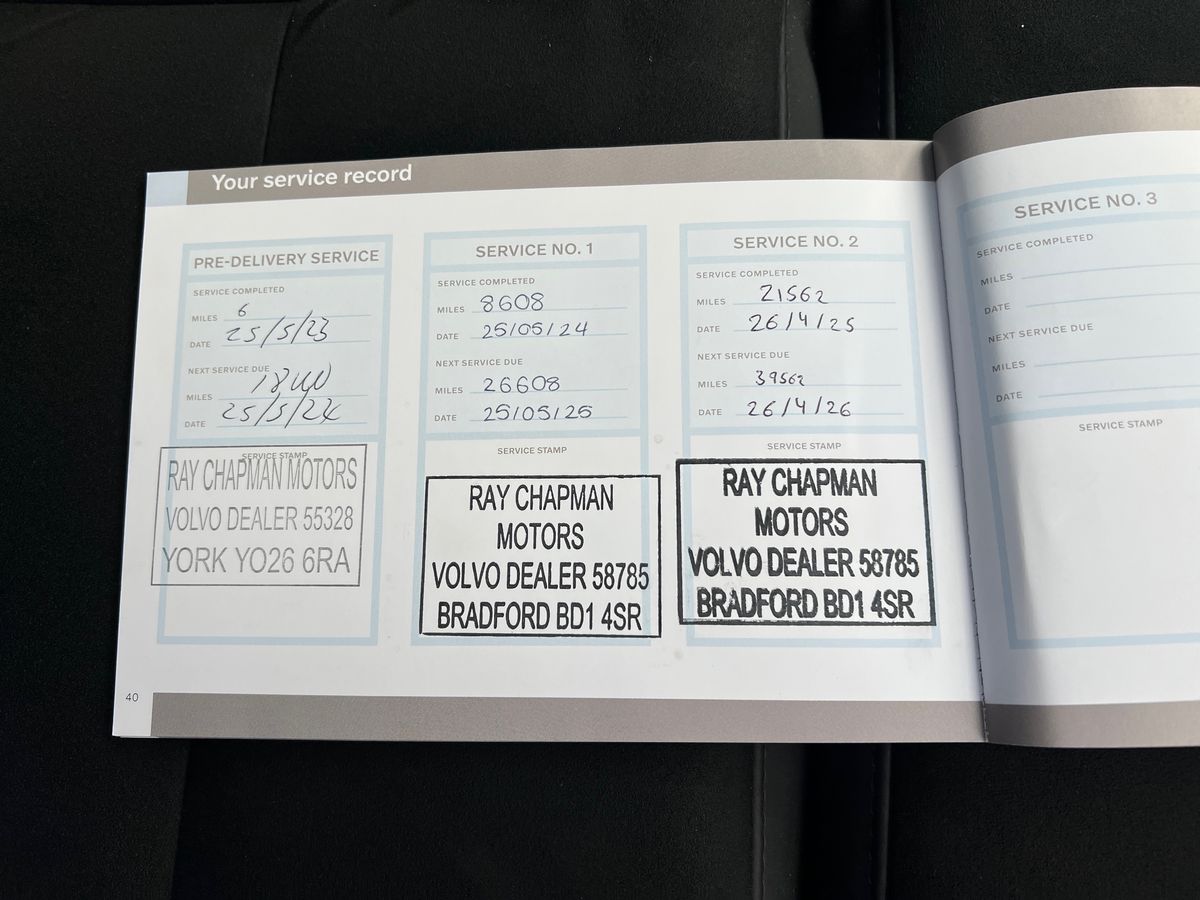 Your service record
PRE-DELIVERY SERVICE
SERVICE COMPLETED
MILES 6
DATE 25/5/23
NEXT SERVICE DUE
MILES
DATE 25/5/24
SERVICE STAMP
RAY CHAPMAN MOTORS
VOLVO DEALER 55328
YORK YO26 6RA
SERVICE NO. 1
SERVICE COMPLETED
MILES 8608
DATE 25/05/24
NEXT SERVICE DUE
MILES 26608
DATE 25/05/25
SERVICE STAMP
RAY CHAPMAN
MOTORS
VOLVO DEALER 58785
BRADFORD BD1 4SR
SERVICE NO. 2
SERVICE COMPLETED
MILES 21562
DATE 26/4/25
NEXT SERVICE DUE
MILES 39562
DATE 26/4/26
SERVICE STAMP
RAY CHAPMAN
MOTORS
VOLVO DEALER 58785
BRADFORD BD1 4SR
SERVICE NO. 3
SERVICE COMPLETED
MILES
DATE
NEXT SERVICE DUE
MILES
DATE
SERVICE STAMP
40